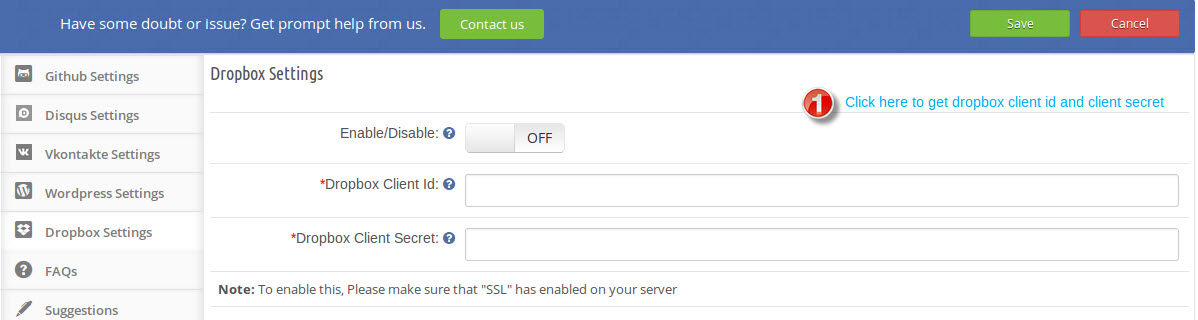 Have some doubt or issue? Get prompt help from us. Contact us Save Cancel
Github Settings
Disqus Settings
Vkontakte Settings
Wordpress Settings
Dropbox Settings
FAQs
Suggestions
Dropbox Settings
1 Click here to get dropbox client id and client secret
Enable/Disable: ? OFF
*Dropbox Client Id: ?
*Dropbox Client Secret: ?
Note: To enable this, Please make sure that "SSL" has enabled on your server